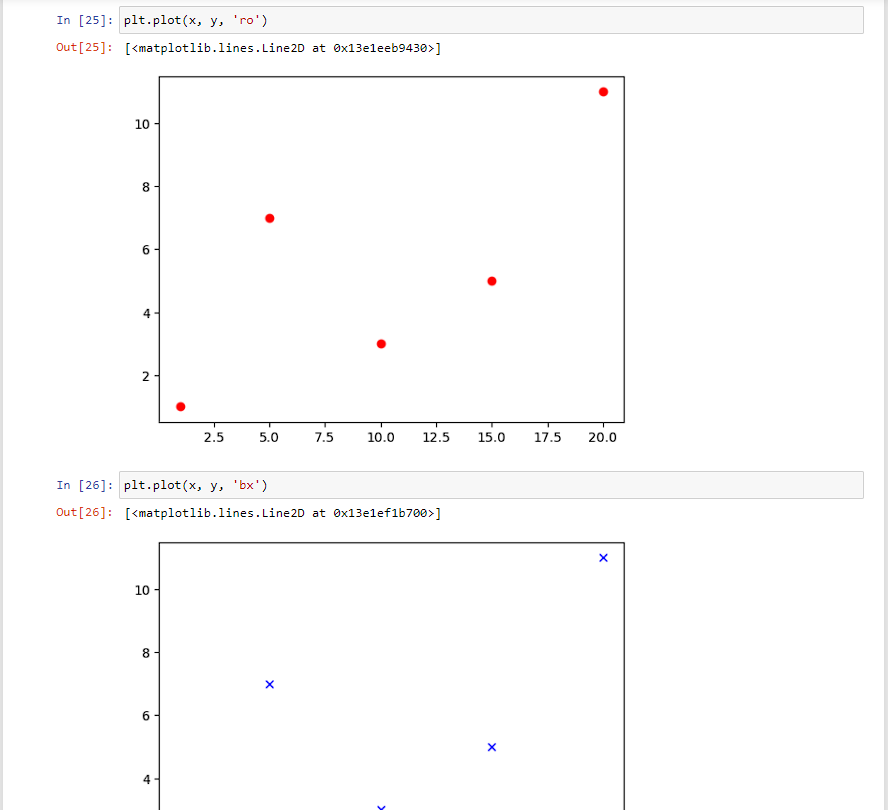 In [25]: plt.plot(x, y, 'ro')
Out[25]: [<matplotlib.lines.Line2D at 0x13e1eeb9430>]
10
8
6
4
2
2.5 5.0 7.5 10.0 12.5 15.0 17.5 20.0
In [26]: plt.plot(x, y, 'bx')
Out[26]: [<matplotlib.lines.Line2D at 0x13e1ef1b700>]
10
8
6
4